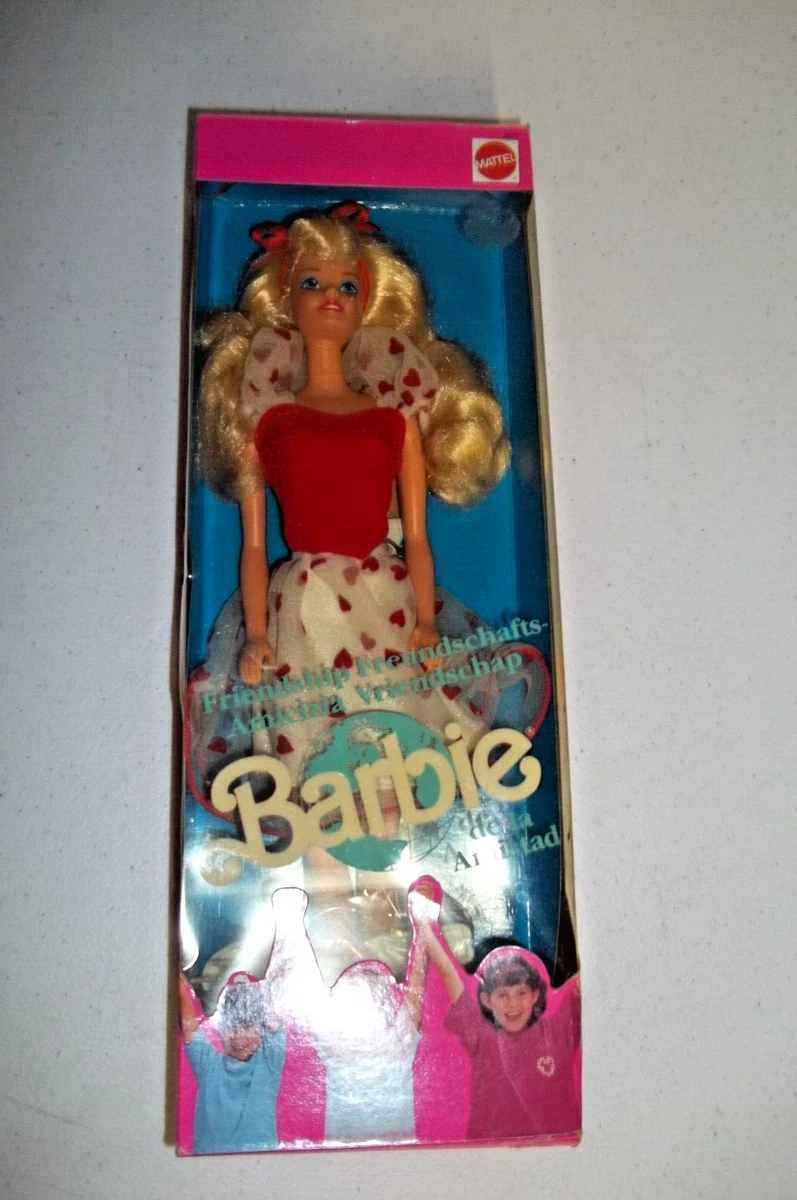 MATTEL
Friendship Freundschafts-
Amicizia Vriendschap
Barbie®
de la
Amistad